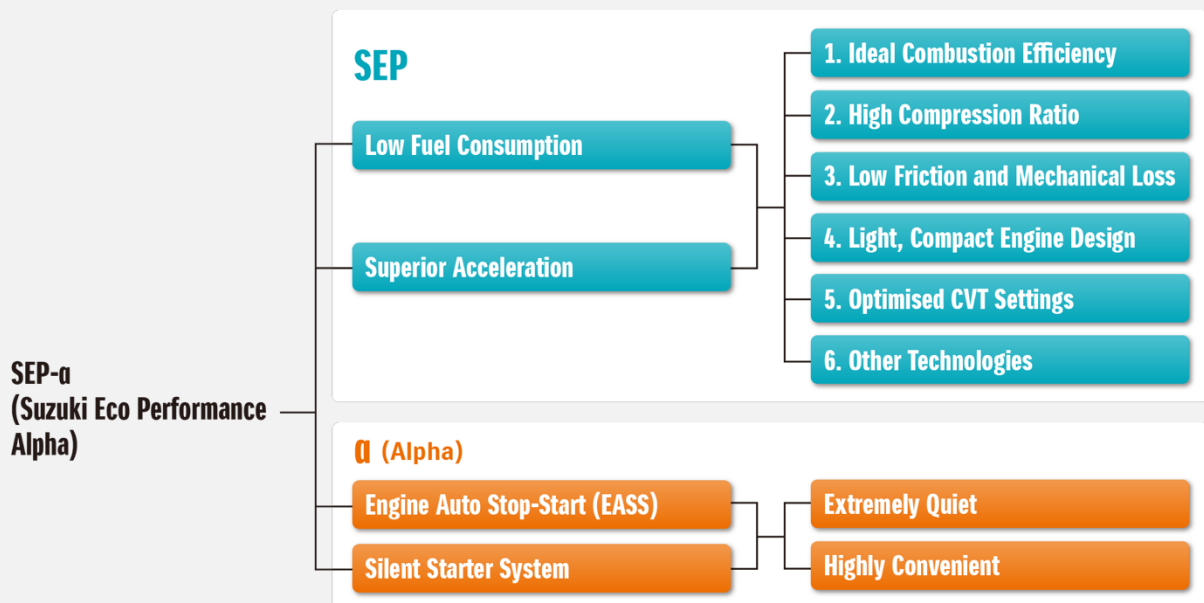 SEP
Low Fuel Consumption
Superior Acceleration
1. Ideal Combustion Efficiency
2. High Compression Ratio
3. Low Friction and Mechanical Loss
4. Light, Compact Engine Design
5. Optimised CVT Settings
6. Other Technologies
SEP-α
(Suzuki Eco Performance
Alpha)
α (Alpha)
Engine Auto Stop-Start (EASS)
Silent Starter System
Extremely Quiet
Highly Convenient